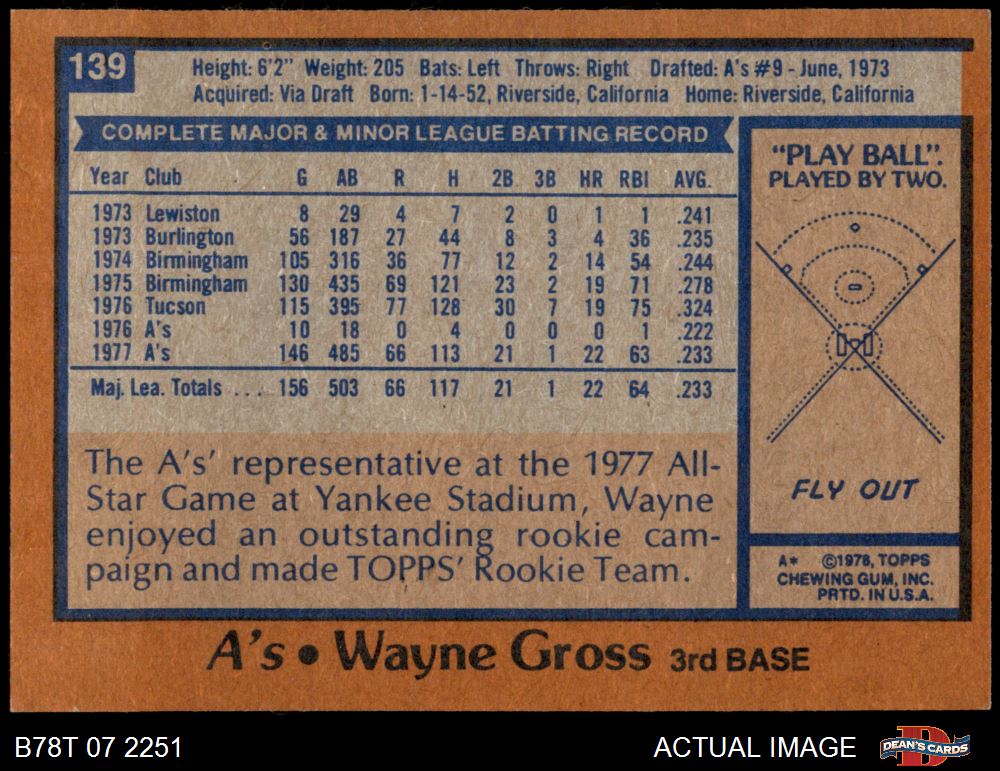 139
Height: 6'2" Weight: 205 Bats: Left Throws: Right Drafted: A's #9 - June, 1973
Acquired: Via Draft Born: 1-14-52, Riverside, California Home: Riverside, California
COMPLETE MAJOR & MINOR LEAGUE BATTING RECORD
Year Club G AB R H 2B 3B HR RBI AVG.
1973 Lewiston 8 29 4 7 2 0 1 1 .241
1973 Burlington 56 187 27 44 8 3 4 36 .235
1974 Birmingham 105 316 36 77 12 2 14 54 .244
1975 Birmingham 130 435 69 121 23 2 19 71 .278
1976 Tucson 115 395 77 128 30 7 19 75 .324
1976 A's 10 18 0 4 0 0 0 1 .222
1977 A's 146 485 66 113 21 1 22 63 .233
Maj. Lea. Totals ... 156 503 66 117 21 1 22 64 .233
The A's' representative at the 1977 All-
Star Game at Yankee Stadium, Wayne
enjoyed an outstanding rookie cam-
paign and made TOPPS' Rookie Team.
"PLAY BALL".
PLAYED BY TWO.
FLY OUT
A* ©1978, TOPPS
CHEWING GUM, INC.
PRTD. IN U.S.A.
A's • Wayne Gross 3rd BASE
B78T 07 2251
ACTUAL IMAGE
DEAN'S CARDS